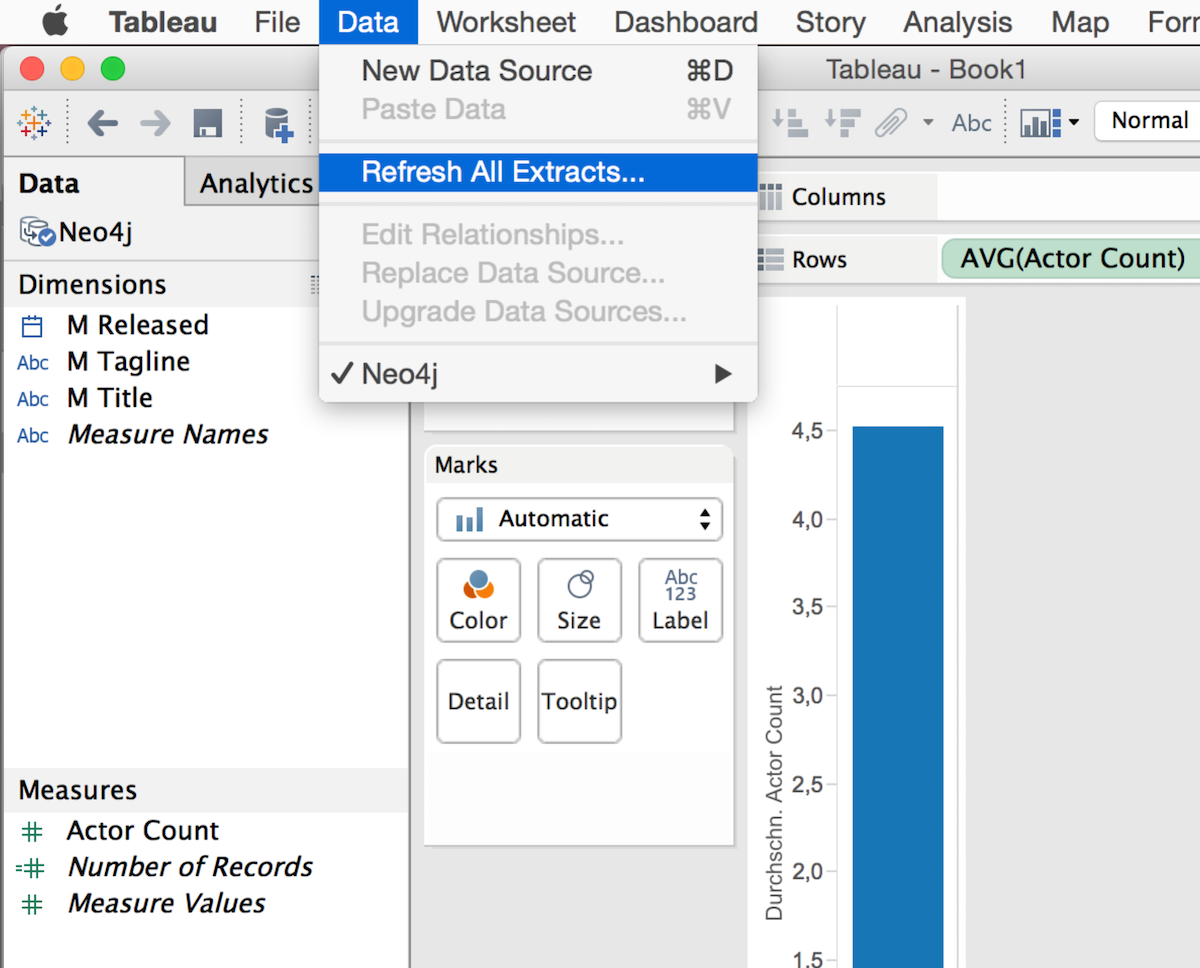 Tableau File Data Worksheet Dashboard Story Analysis Map Forr
Tableau - Book1
New Data Source ⌘D
Paste Data ⌘V
Refresh All Extracts...
Edit Relationships...
Replace Data Source...
Upgrade Data Sources...
✓ Neo4j ▶
Abc
Normal
Data
Analytics
Neo4j
Dimensions
M Released
Abc M Tagline
Abc M Title
Abc Measure Names
Measures
# Actor Count
=# Number of Records
# Measure Values
Marks
Automatic
Color
Size
Abc
123
Label
Detail
Tooltip
Columns
Rows
AVG(Actor Count)
4,5
4,0
3,5
3,0
2,5
2,0
1,5
Durchschn. Actor Count